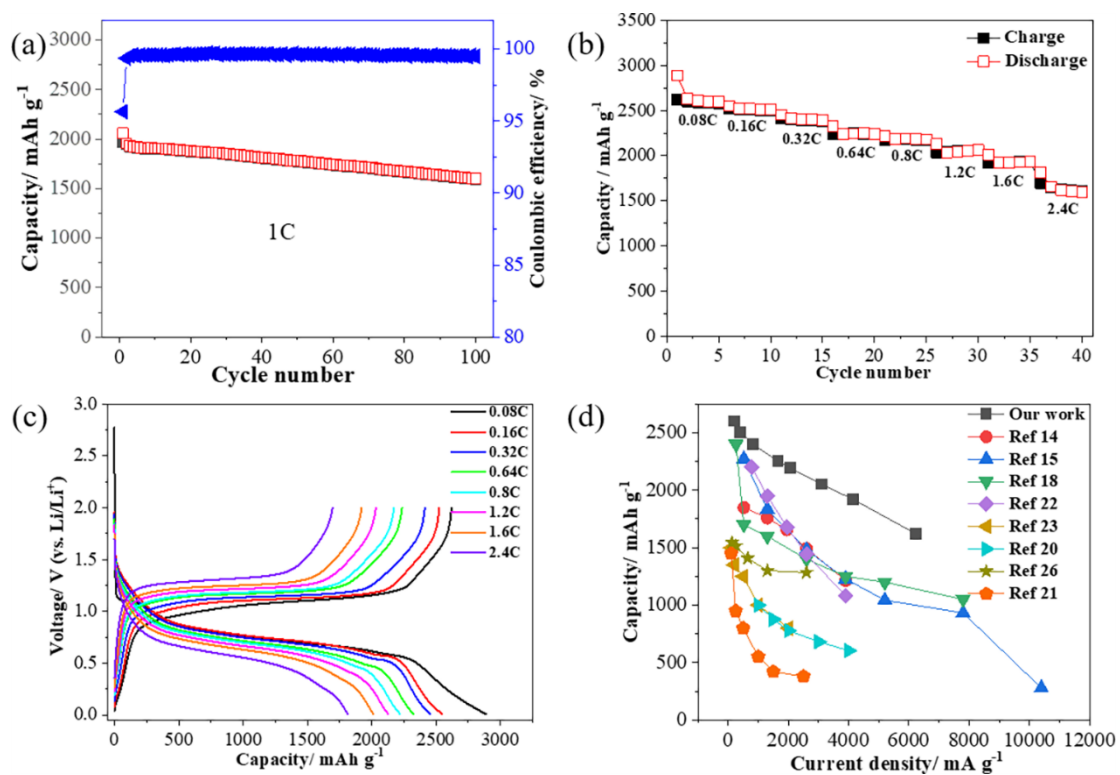 (a)
3000
2500
2000
1500
1000
500
0
Capacity/ mAh g⁻¹
1C
0
20
40
60
80
100
Cycle number
100
95
90
85
80
Coulombic efficiency/ %
(b)
3500
3000
2500
2000
1500
1000
500
0
Capacity / mAh g⁻¹
Charge
Discharge
0.08C
0.16C
0.32C
0.64C
0.8C
1.2C
1.6C
2.4C
0
5
10
15
20
25
30
35
40
Cycle number
(c)
3.0
2.5
2.0
1.5
1.0
0.5
0.0
Voltage/ V (vs. Li/Li⁺)
0.08C
0.16C
0.32C
0.64C
0.8C
1.2C
1.6C
2.4C
0
500
1000
1500
2000
2500
3000
Capacity/ mAh g⁻¹
(d)
2500
2000
1500
1000
500
0
Capacity/ mAh g⁻¹
Our work
Ref 14
Ref 15
Ref 18
Ref 22
Ref 23
Ref 20
Ref 26
Ref 21
0
2000
4000
6000
8000
10000
12000
Current density/ mA g⁻¹